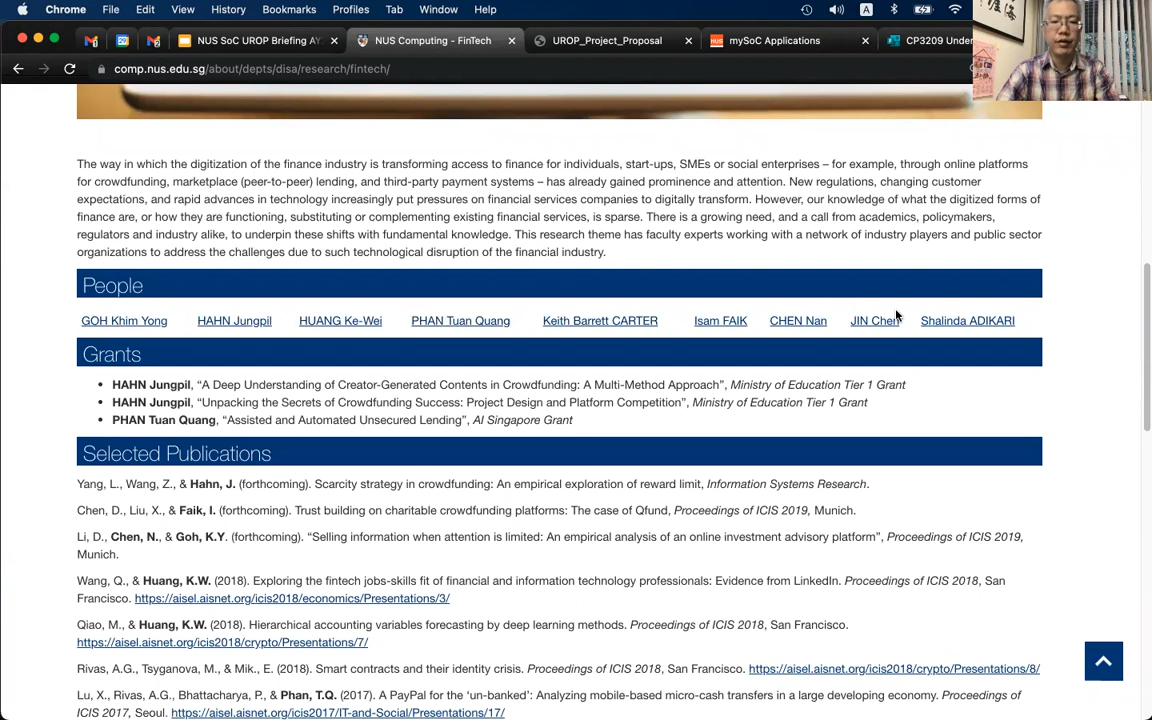 Chrome File Edit View History Bookmarks Profiles Tab Window Help A
NUS SoC UROP Briefing AY NUS Computing - FinTech UROP_Project_Proposal mySoC Applications CP3209 Under
comp.nus.edu.sg/about/depts/disa/research/fintech/
The way in which the digitization of the finance industry is transforming access to finance for individuals, start-ups, SMEs or social enterprises – for example, through online platforms
for crowdfunding, marketplace (peer-to-peer) lending, and third-party payment systems – has already gained prominence and attention. New regulations, changing customer
expectations, and rapid advances in technology increasingly put pressures on financial services companies to digitally transform. However, our knowledge of what the digitized forms of
finance are, or how they are functioning, substituting or complementing existing financial services, is sparse. There is a growing need, and a call from academics, policymakers,
regulators and industry alike, to underpin these shifts with fundamental knowledge. This research theme has faculty experts working with a network of industry players and public sector
organizations to address the challenges due to such technological disruption of the financial industry.
People
GOH Khim Yong HAHN Jungpil HUANG Ke-Wei PHAN Tuan Quang Keith Barrett CARTER Isam FAIK CHEN Nan JIN Chen Shalinda ADIKARI
Grants
• HAHN Jungpil, “A Deep Understanding of Creator-Generated Contents in Crowdfunding: A Multi-Method Approach”, Ministry of Education Tier 1 Grant
• HAHN Jungpil, “Unpacking the Secrets of Crowdfunding Success: Project Design and Platform Competition”, Ministry of Education Tier 1 Grant
• PHAN Tuan Quang, “Assisted and Automated Unsecured Lending”, AI Singapore Grant
Selected Publications
Yang, L., Wang, Z., & Hahn, J. (forthcoming). Scarcity strategy in crowdfunding: An empirical exploration of reward limit, Information Systems Research.
Chen, D., Liu, X., & Faik, I. (forthcoming). Trust building on charitable crowdfunding platforms: The case of Qfund, Proceedings of ICIS 2019, Munich.
Li, D., Chen, N., & Goh, K.Y. (forthcoming). “Selling information when attention is limited: An empirical analysis of an online investment advisory platform”, Proceedings of ICIS 2019,
Munich.
Wang, Q., & Huang, K.W. (2018). Exploring the fintech jobs-skills fit of financial and information technology professionals: Evidence from LinkedIn. Proceedings of ICIS 2018, San
Francisco. https://aisel.aisnet.org/icis2018/economics/Presentations/3/
Qiao, M., & Huang, K.W. (2018). Hierarchical accounting variables forecasting by deep learning methods. Proceedings of ICIS 2018, San Francisco.
https://aisel.aisnet.org/icis2018/crypto/Presentations/7/
Rivas, A.G., Tsyganova, M., & Mik., E. (2018). Smart contracts and their identity crisis. Proceedings of ICIS 2018, San Francisco. https://aisel.aisnet.org/icis2018/crypto/Presentations/8/
Lu, X., Rivas, A.G., Bhattacharya, P., & Phan, T.Q. (2017). A PayPal for the ‘un-banked’: Analyzing mobile-based micro-cash transfers in a large developing economy. Proceedings of
ICIS 2017, Seoul. https://aisel.aisnet.org/icis2017/IT-and-Social/Presentations/17/